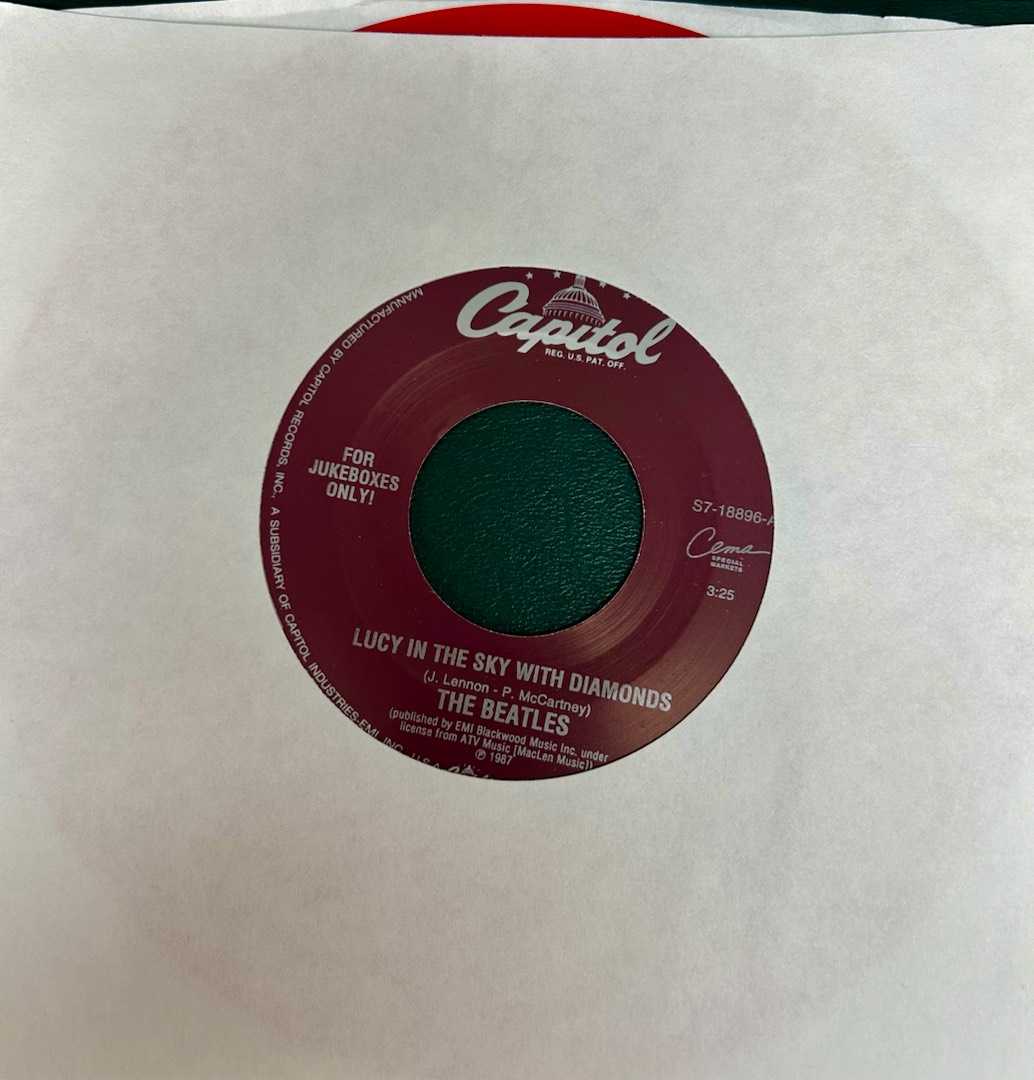 Capitol
REG. U.S. PAT. OFF.
MANUFACTURED BY CAPITOL RECORDS, INC., A SUBSIDIARY OF CAPITOL INDUSTRIES-EMI, INC., U.S.A.
FOR
JUKEBOXES
ONLY!
S7-18896-A
Cema
SPECIAL
MARKETS
3:25
LUCY IN THE SKY WITH DIAMONDS
(J. Lennon - P. McCartney)
THE BEATLES
(published by EMI Blackwood Music Inc. under
license from ATV Music [MacLen Music])
℗ 1987